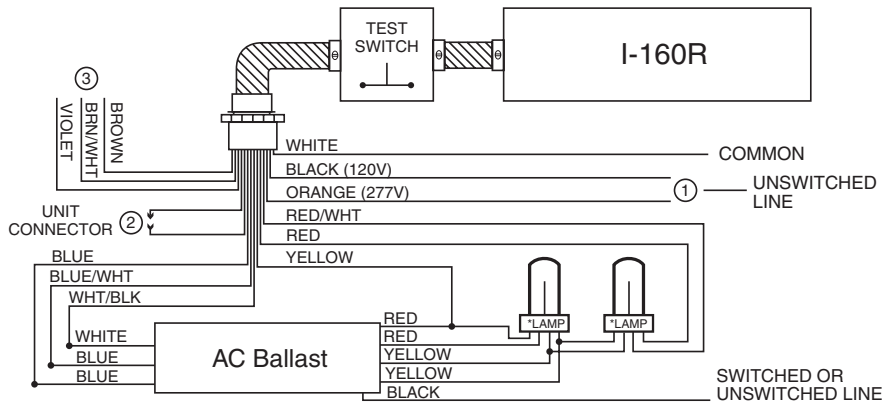 TEST
SWITCH
I-160R
3
VIOLET
BRN/WHT
BROWN
WHITE
COMMON
BLACK (120V)
ORANGE (277V)
1
UNSWITCHED
LINE
UNIT
CONNECTOR
2
RED/WHT
RED
YELLOW
BLUE
BLUE/WHT
WHT/BLK
*LAMP
*LAMP
WHITE
BLUE
BLUE
AC Ballast
RED
RED
YELLOW
YELLOW
BLACK
SWITCHED OR
UNSWITCHED LINE